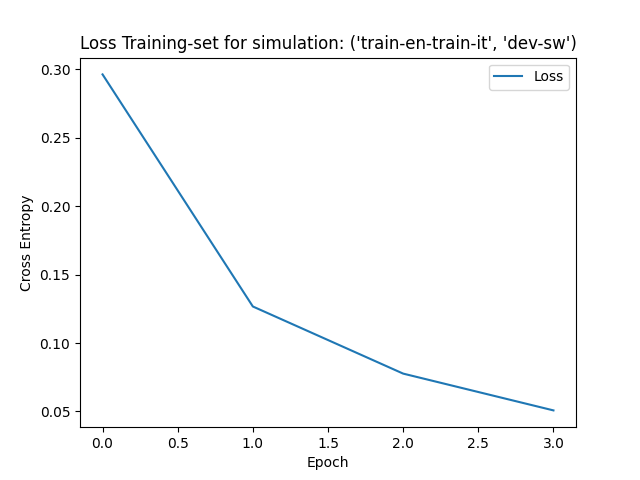 Loss Training-set for simulation: ('train-en-train-it', 'dev-sw')
Loss
0.30
0.25
0.20
0.15
0.10
0.05
Cross Entropy
0.0 0.5 1.0 1.5 2.0 2.5 3.0
Epoch